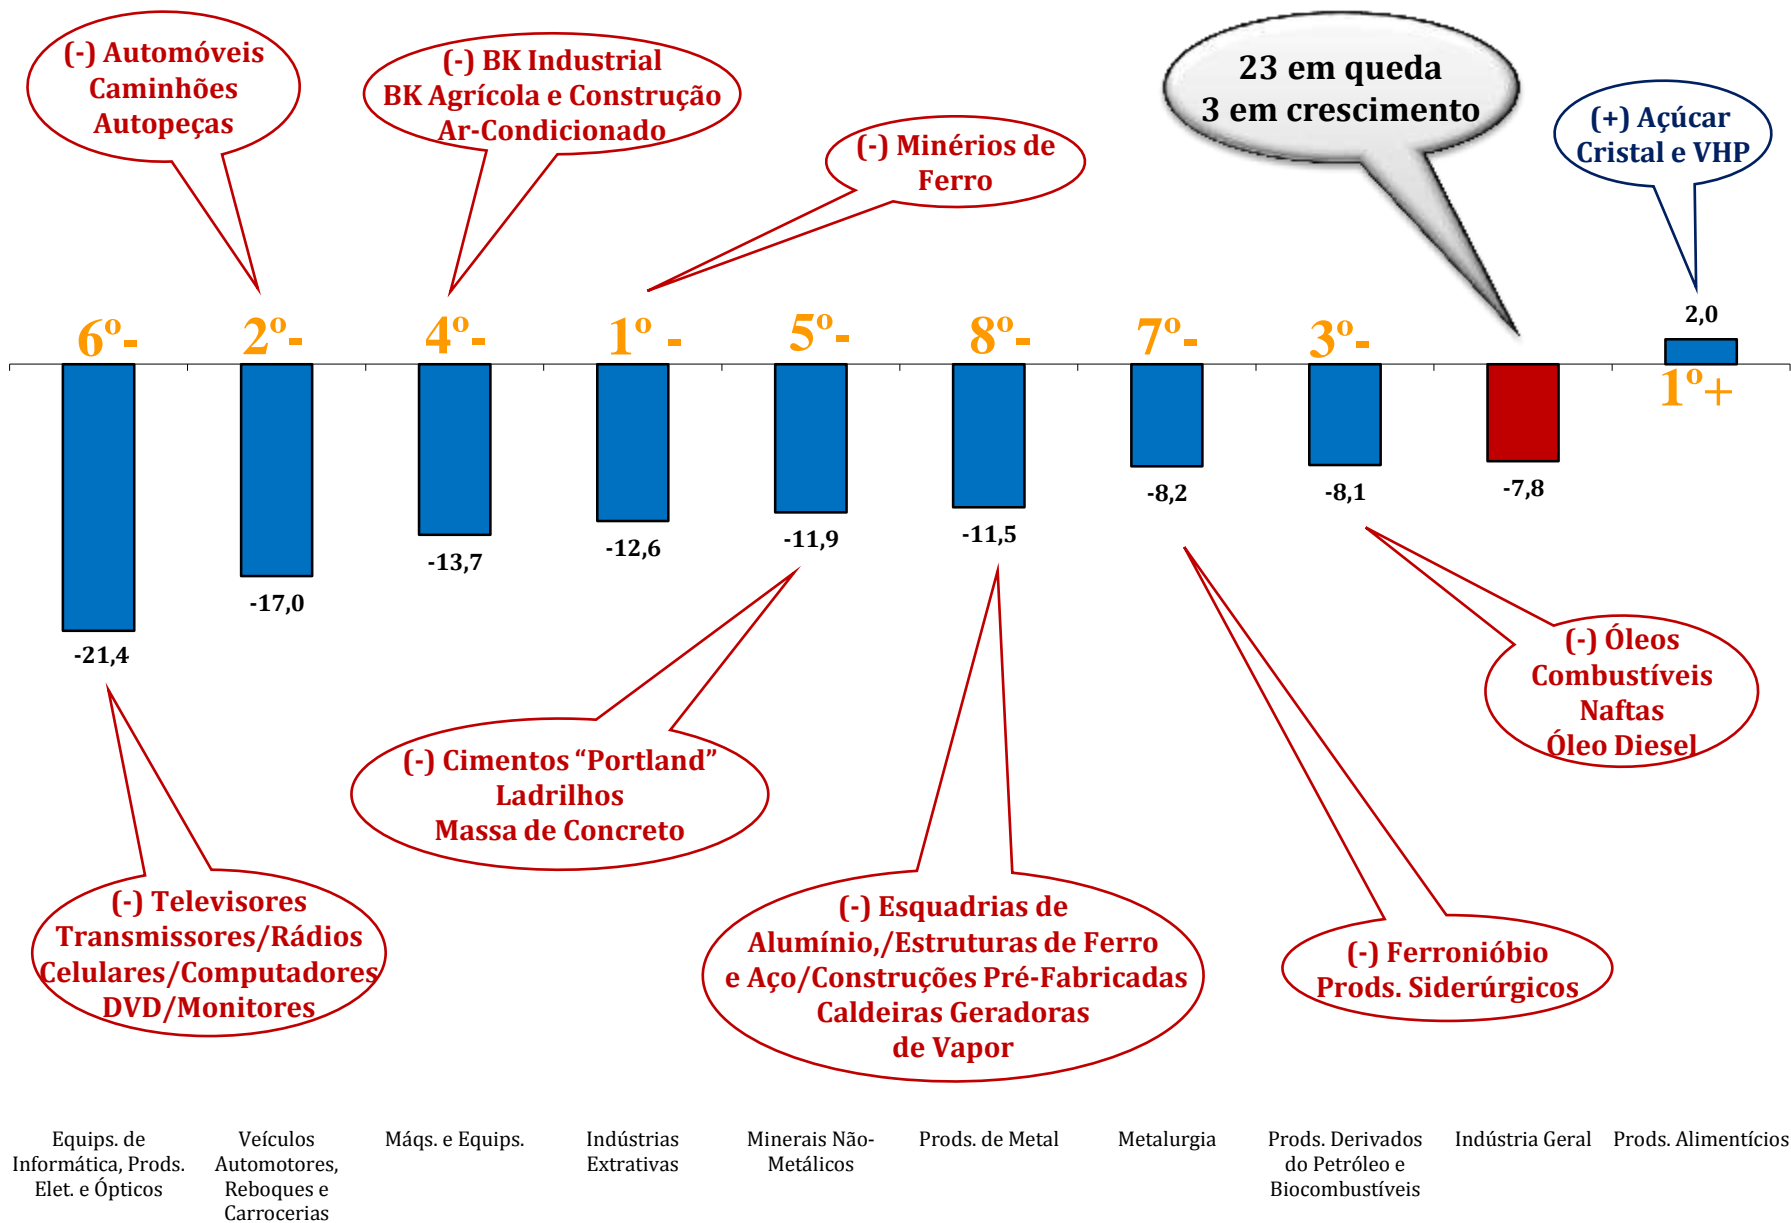 (-) Automóveis
Caminhões
Autopeças
(-) BK Industrial
BK Agrícola e Construção
Ar-Condicionado
(-) Minérios de
Ferro
23 em queda
3 em crescimento
(+) Açúcar
Cristal e VHP
6º-
2º-
4º-
1º -
5º-
8º-
7º-
3º-
2,0
1º+
-21,4
-17,0
-13,7
-12,6
-11,9
-11,5
-8,2
-8,1
-7,8
(-) Óleos
Combustíveis
Naftas
Óleo Diesel
(-) Cimentos “Portland”
Ladrilhos
Massa de Concreto
(-) Televisores
Transmissores/Rádios
Celulares/Computadores
DVD/Monitores
(-) Esquadrias de
Alumínio,/Estruturas de Ferro
e Aço/Construções Pré-Fabricadas
Caldeiras Geradoras
de Vapor
(-) Ferronióbio
Prods. Siderúrgicos
Equips. de
Informática, Prods.
Elet. e Ópticos
Veículos
Automotores,
Reboques e
Carrocerias
Máqs. e Equips.
Indústrias
Extrativas
Minerais Não-
Metálicos
Prods. de Metal
Metalurgia
Prods. Derivados
do Petróleo e
Biocombustíveis
Indústria Geral
Prods. Alimentícios